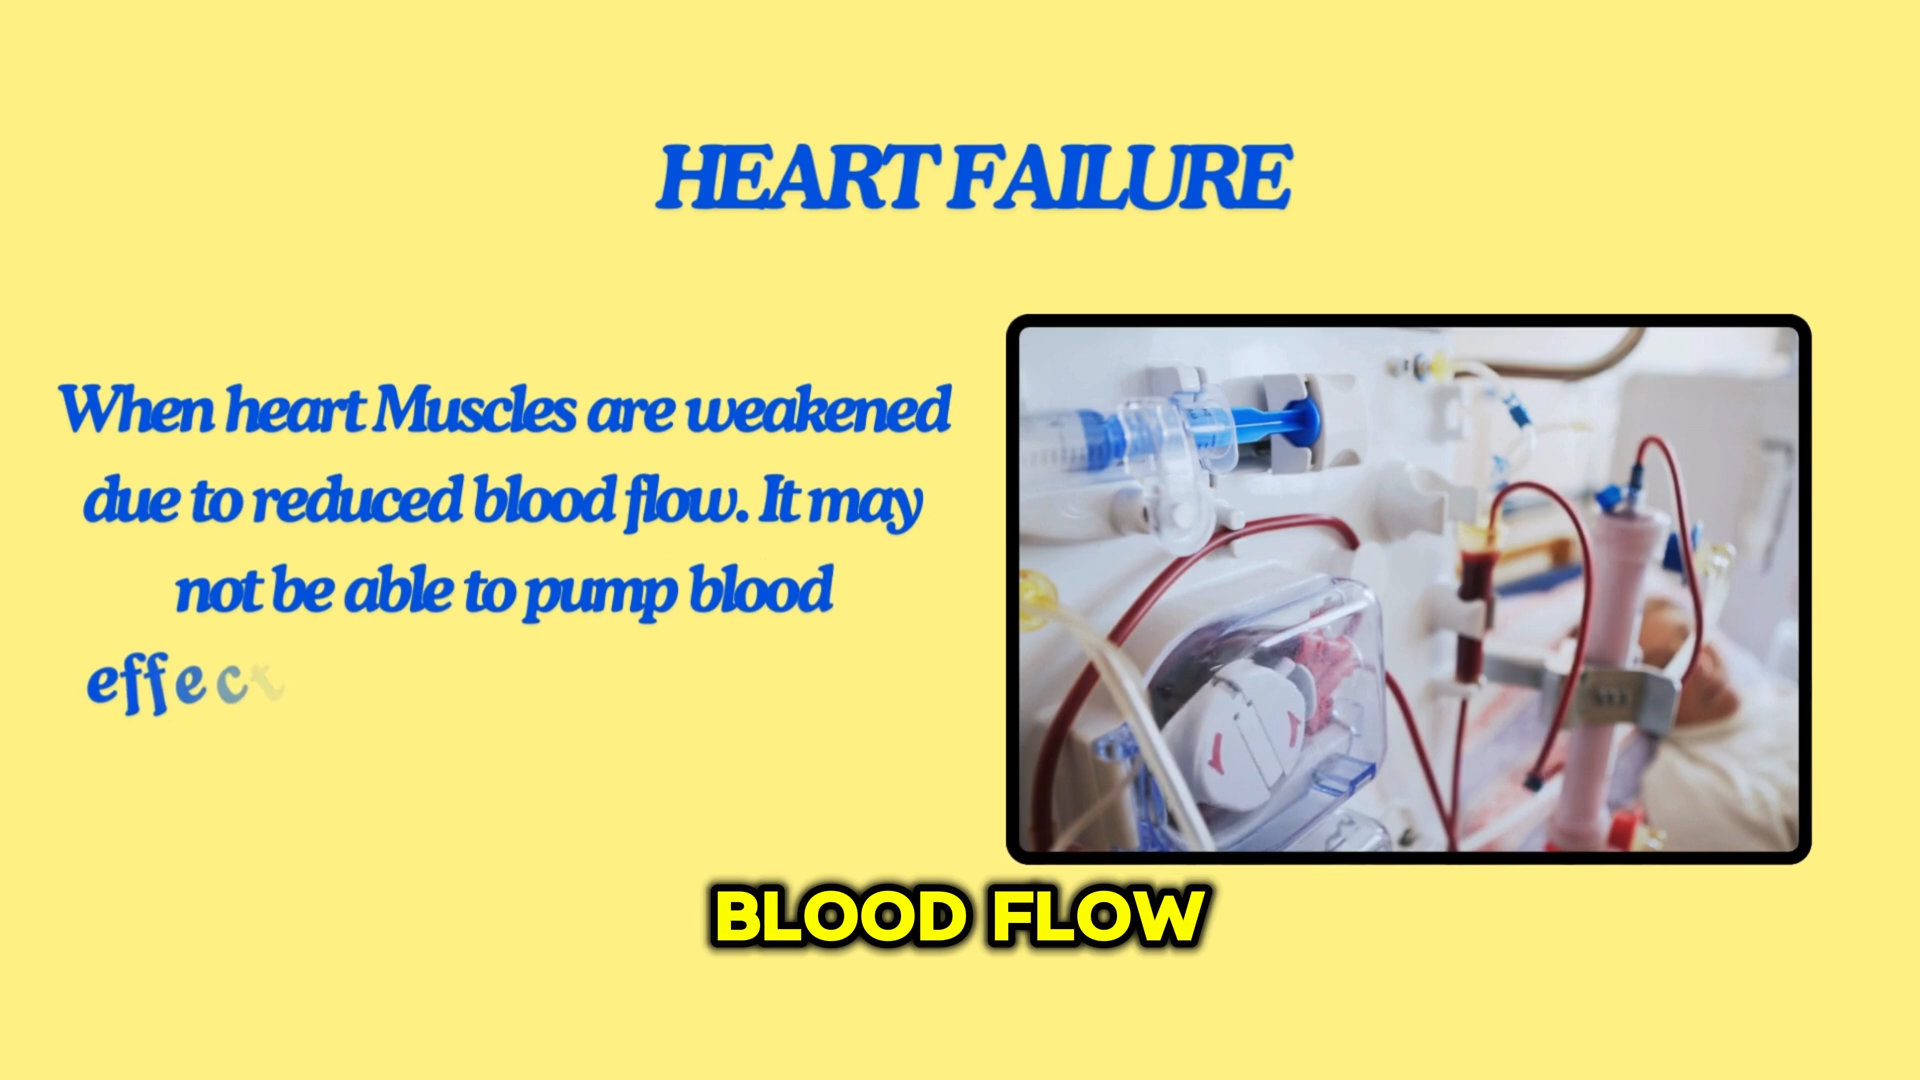 HEART FAILURE
When heart Muscles are weakened
due to reduced blood flow. It may
not be able to pump blood
effect
BLOOD FLOW